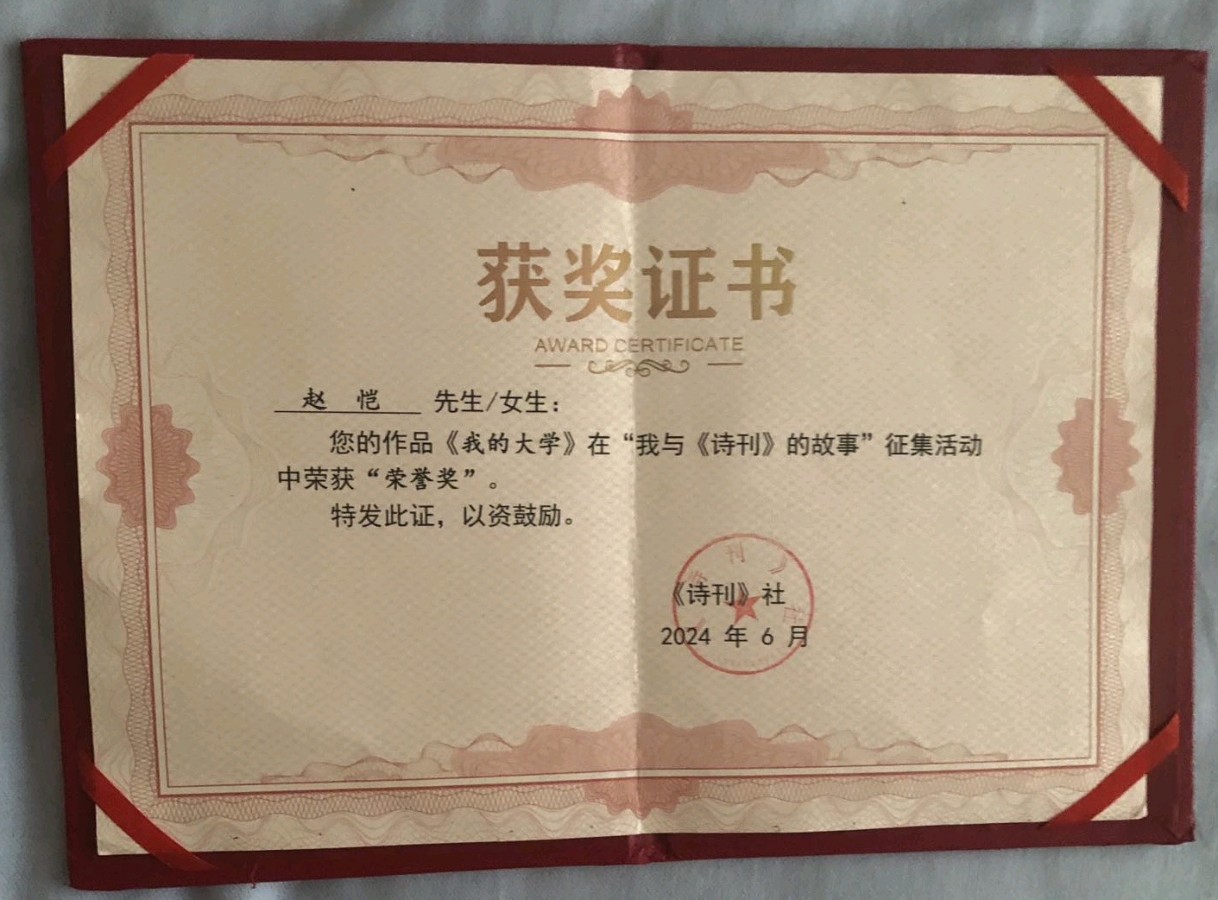 获奖证书
AWARD CERTIFICATE
赵 恺 先生/女生：
您的作品《我的大学》在“我与《诗刊》的故事”征集活动
中荣获“荣誉奖”。
特发此证，以资鼓励。
《诗刊》社
2024 年 6 月